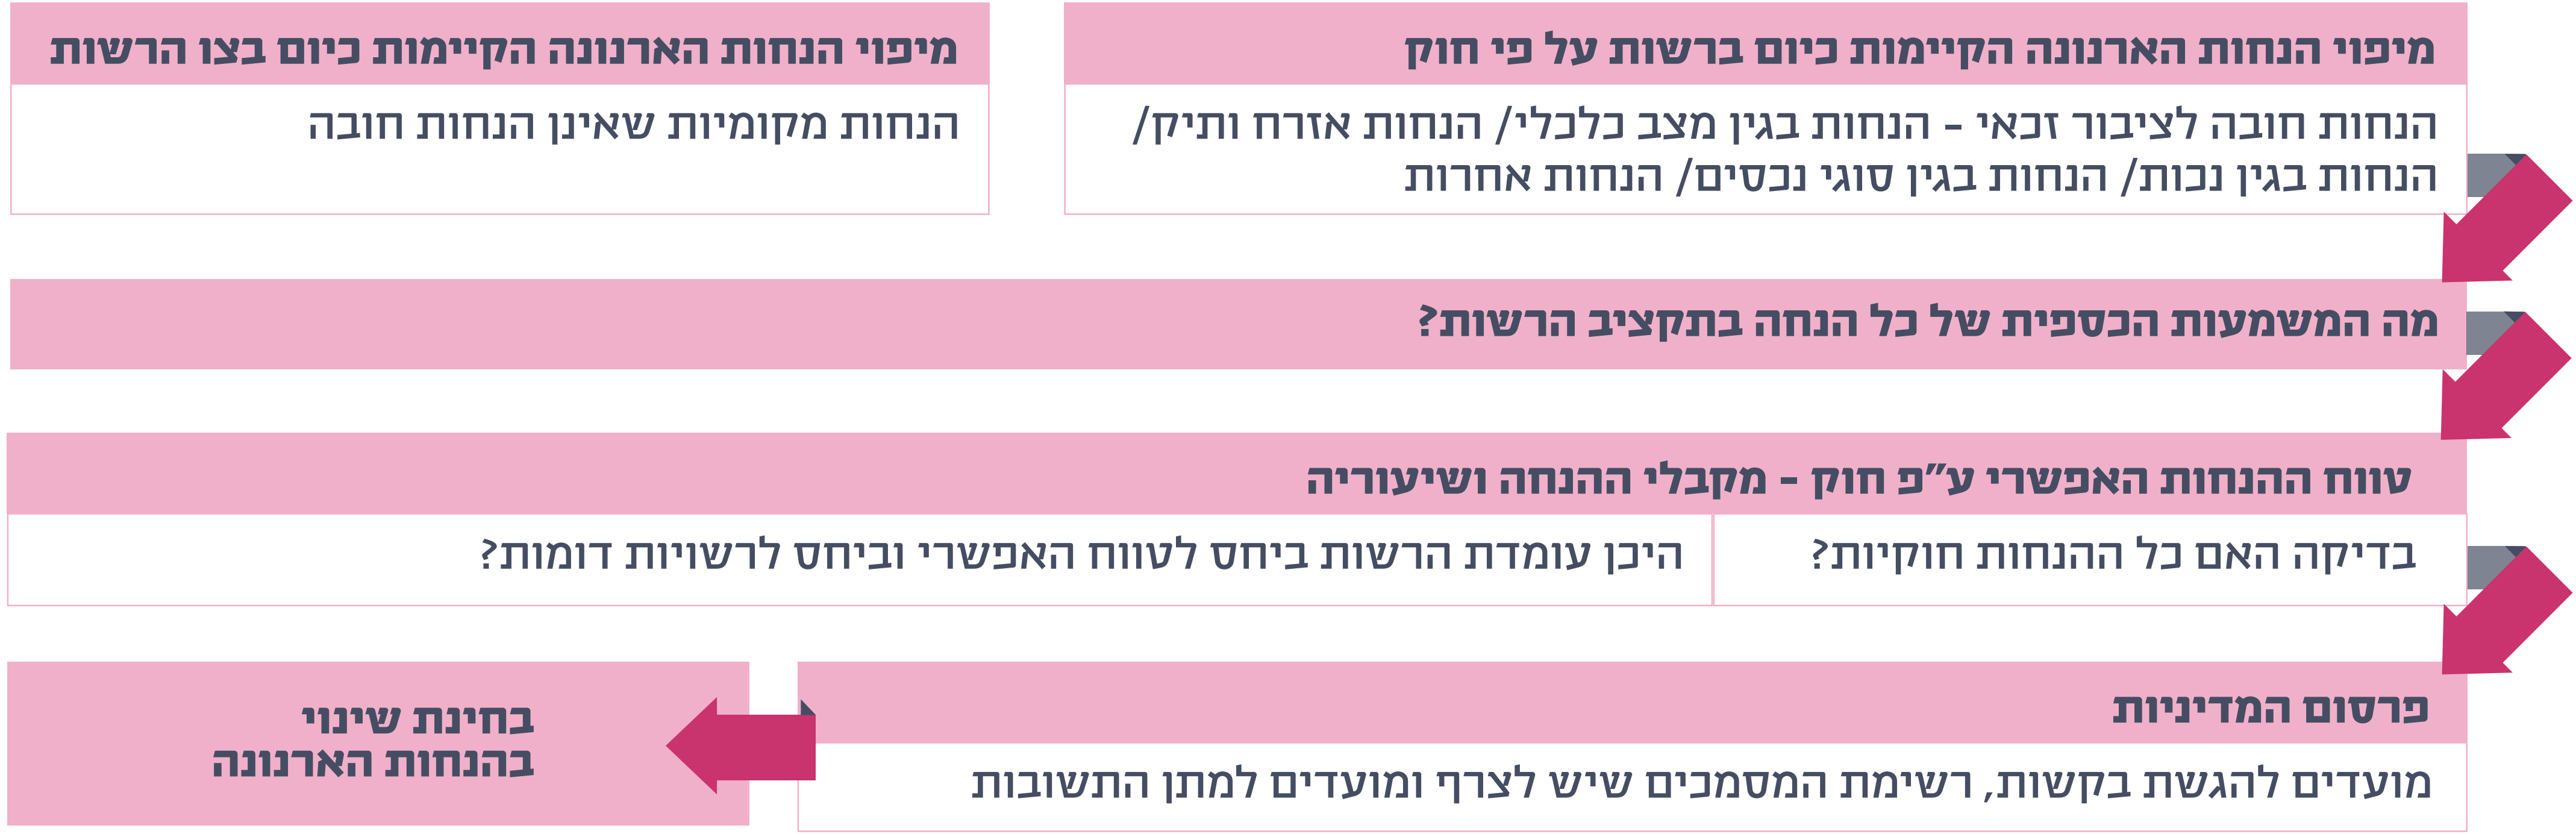 מיפוי הנחות הארנונה הקיימות כיום ברשות על פי חוק
הנחות חובה לציבור זכאי - הנחות בגין מצב כלכלי/ הנחות אזרח ותיק/
הנחות בגין נכות/ הנחות בגין סוגי נכסים/ הנחות אחרות
מיפוי הנחות הארנונה הקיימות כיום בצו הרשות
הנחות מקומיות שאינן הנחות חובה
מה המשמעות הכספית של כל הנחה בתקציב הרשות?
טווח ההנחות האפשרי ע״פ חוק - מקבלי ההנחה ושיעוריה
בדיקה האם כל ההנחות חוקיות?
היכן עומדת הרשות ביחס לטווח האפשרי וביחס לרשויות דומות?
פרסום המדיניות
מועדים להגשת בקשות, רשימת המסמכים שיש לצרף ומועדים למתן התשובות
בחינת שינוי
בהנחות הארנונה